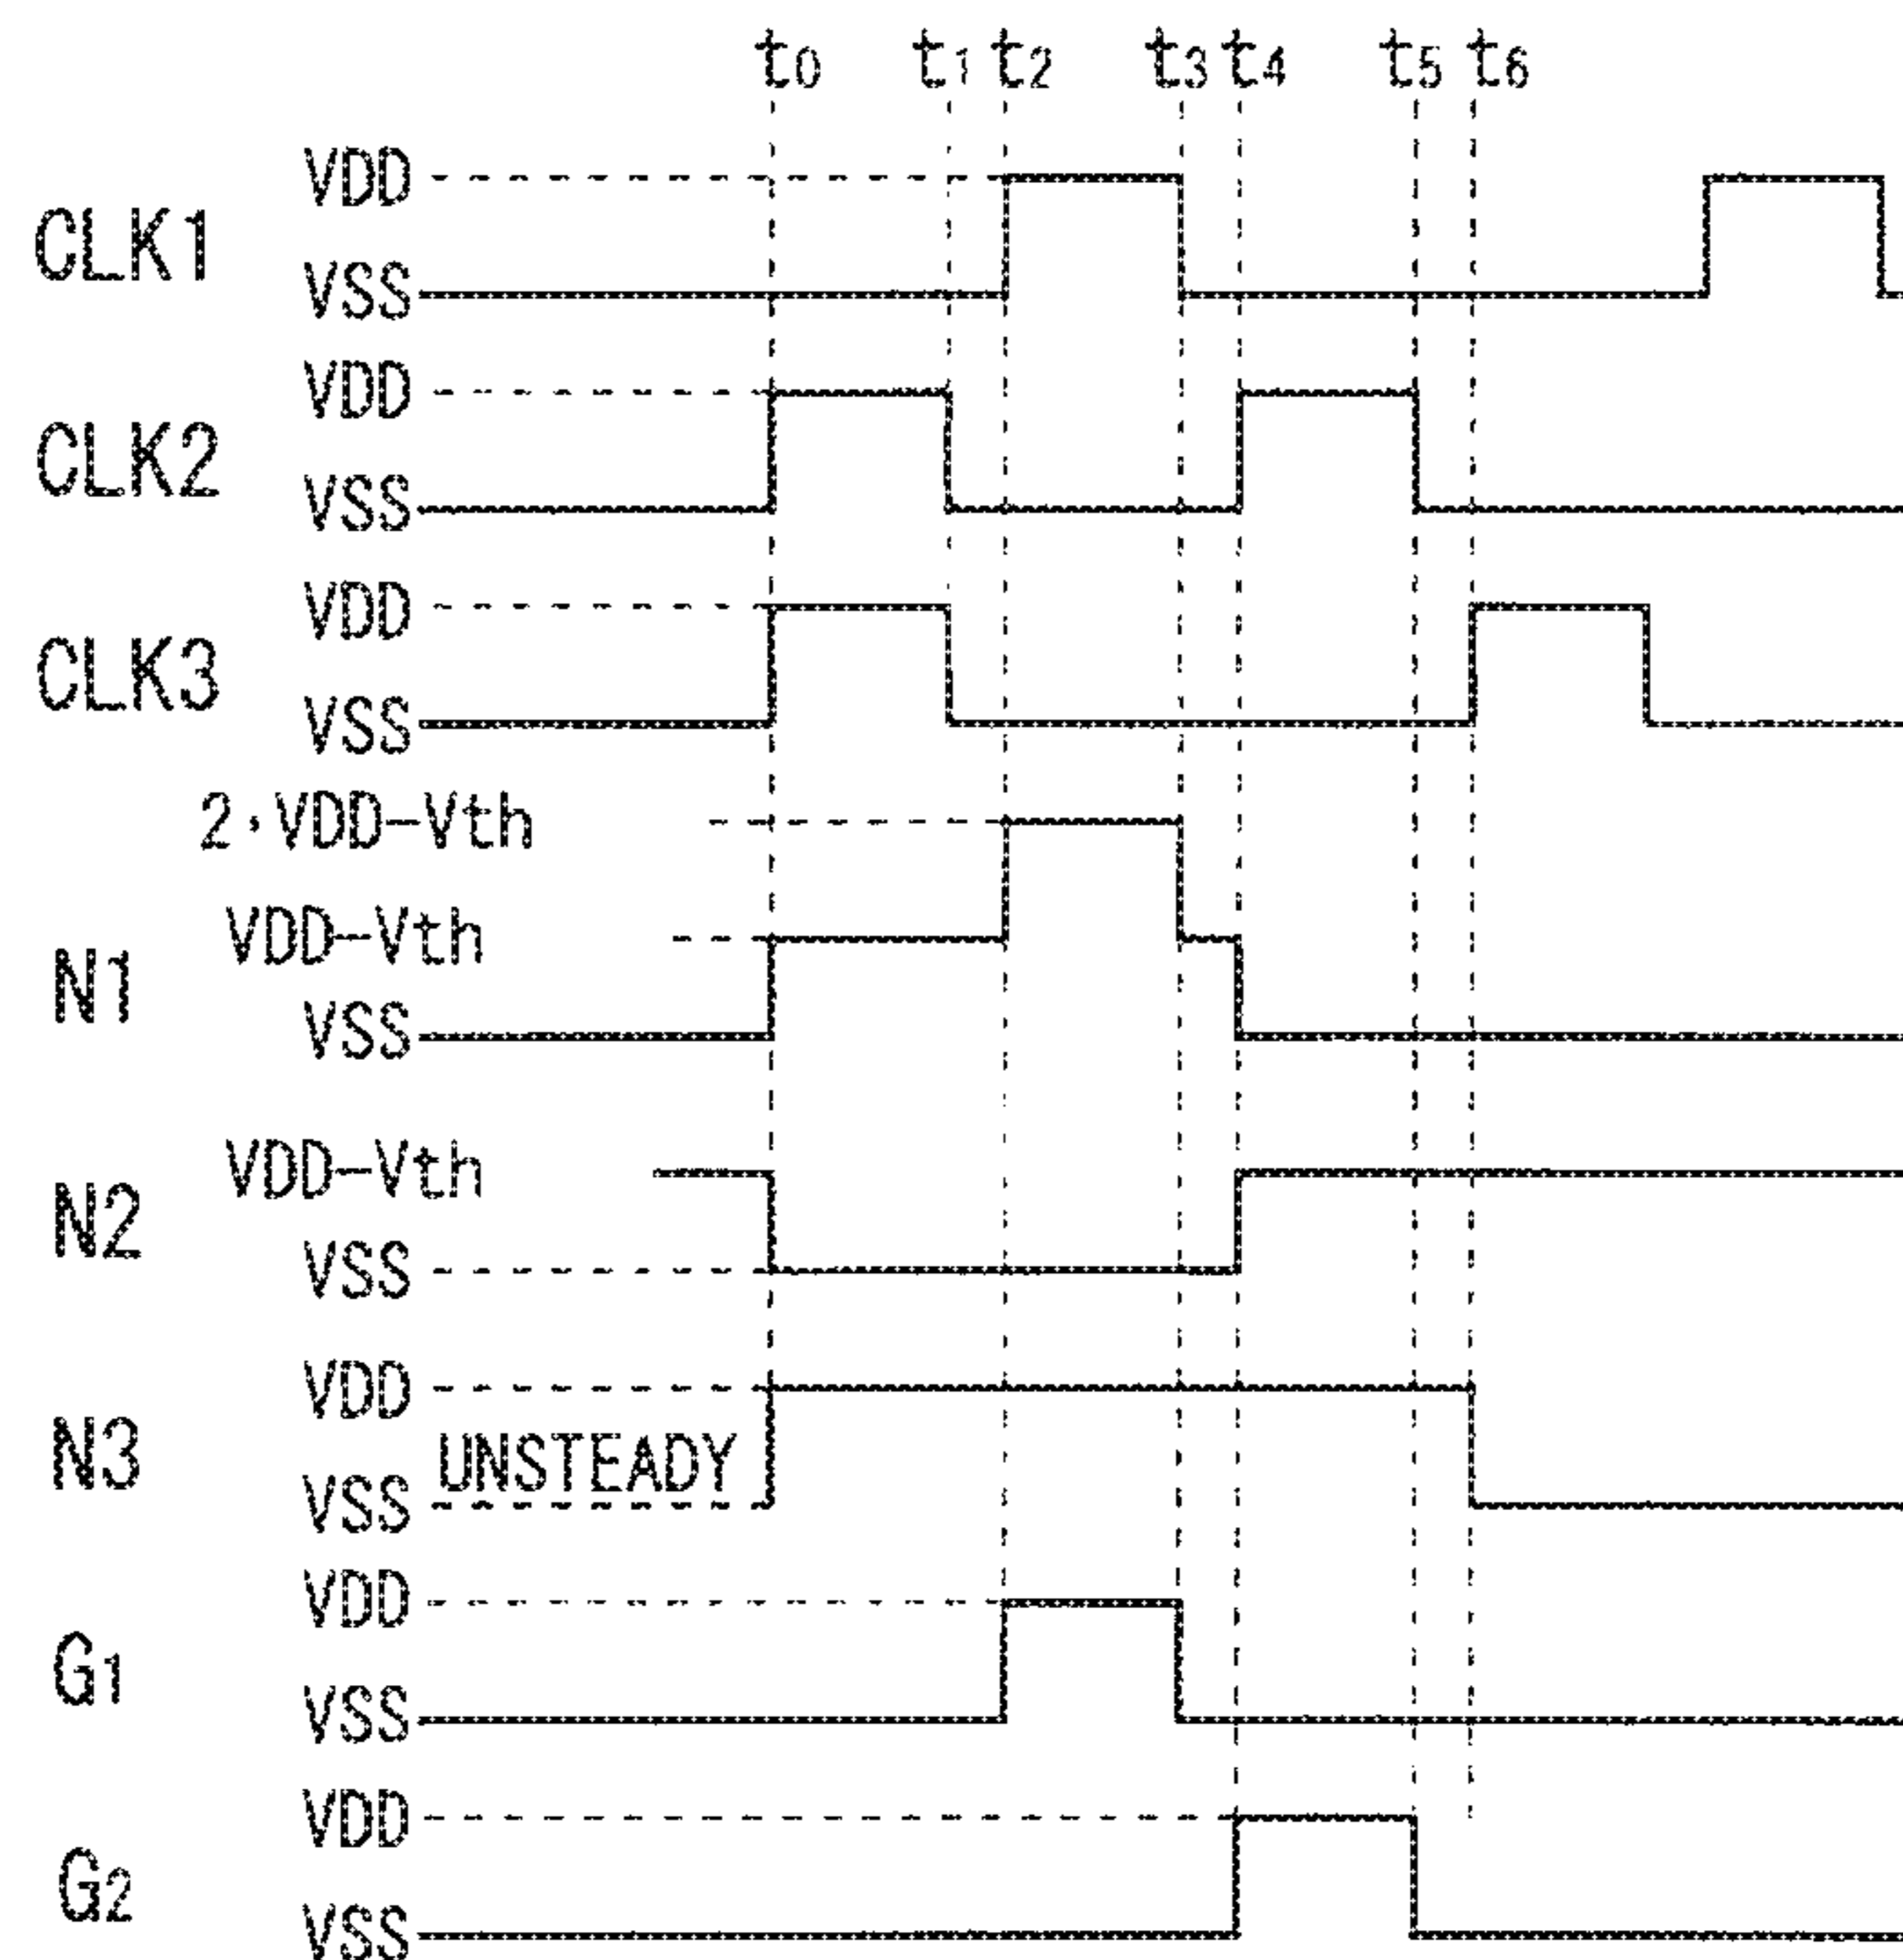 t0 t1 t2 t3 t4 t5 t6
VDD
CLK1
VSS
VDD
CLK2
VSS
VDD
CLK3
VSS
2・VDD-Vth
VDD-Vth
N1
VSS
VDD-Vth
N2
VSS
VDD
N3
UNSTEADY
VSS
VDD
G1
VSS
VDD
G2
VSS